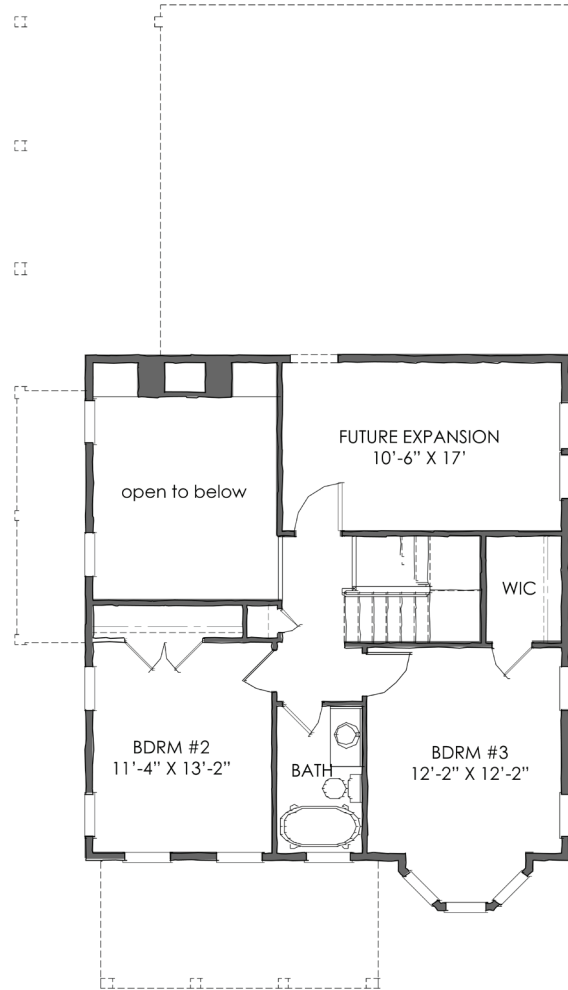 FUTURE EXPANSION
10'-6" X 17'
open to below
WIC
BDRM #2
11'-4" X 13'-2"
BATH
BDRM #3
12'-2" X 12'-2"